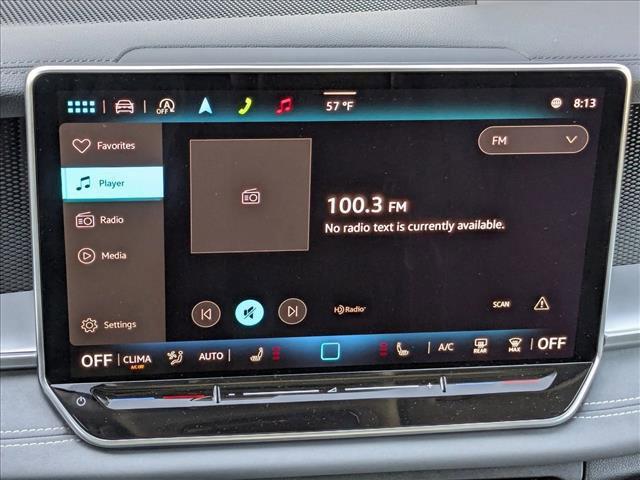 OFF
57 °F
8:13
Favorites
FM
Player
100.3 FM
Radio
No radio text is currently available.
Media
HD Radio
SCAN
Settings
OFF
CLIMA
A/C OFF
AUTO
A/C
REAR
MAX
OFF